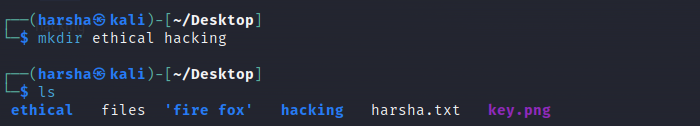 ┌──(harsha㉿kali)-[~/Desktop]
└─$ mkdir ethical hacking
┌──(harsha㉿kali)-[~/Desktop]
└─$ ls
ethical files 'fire fox' hacking harsha.txt key.png